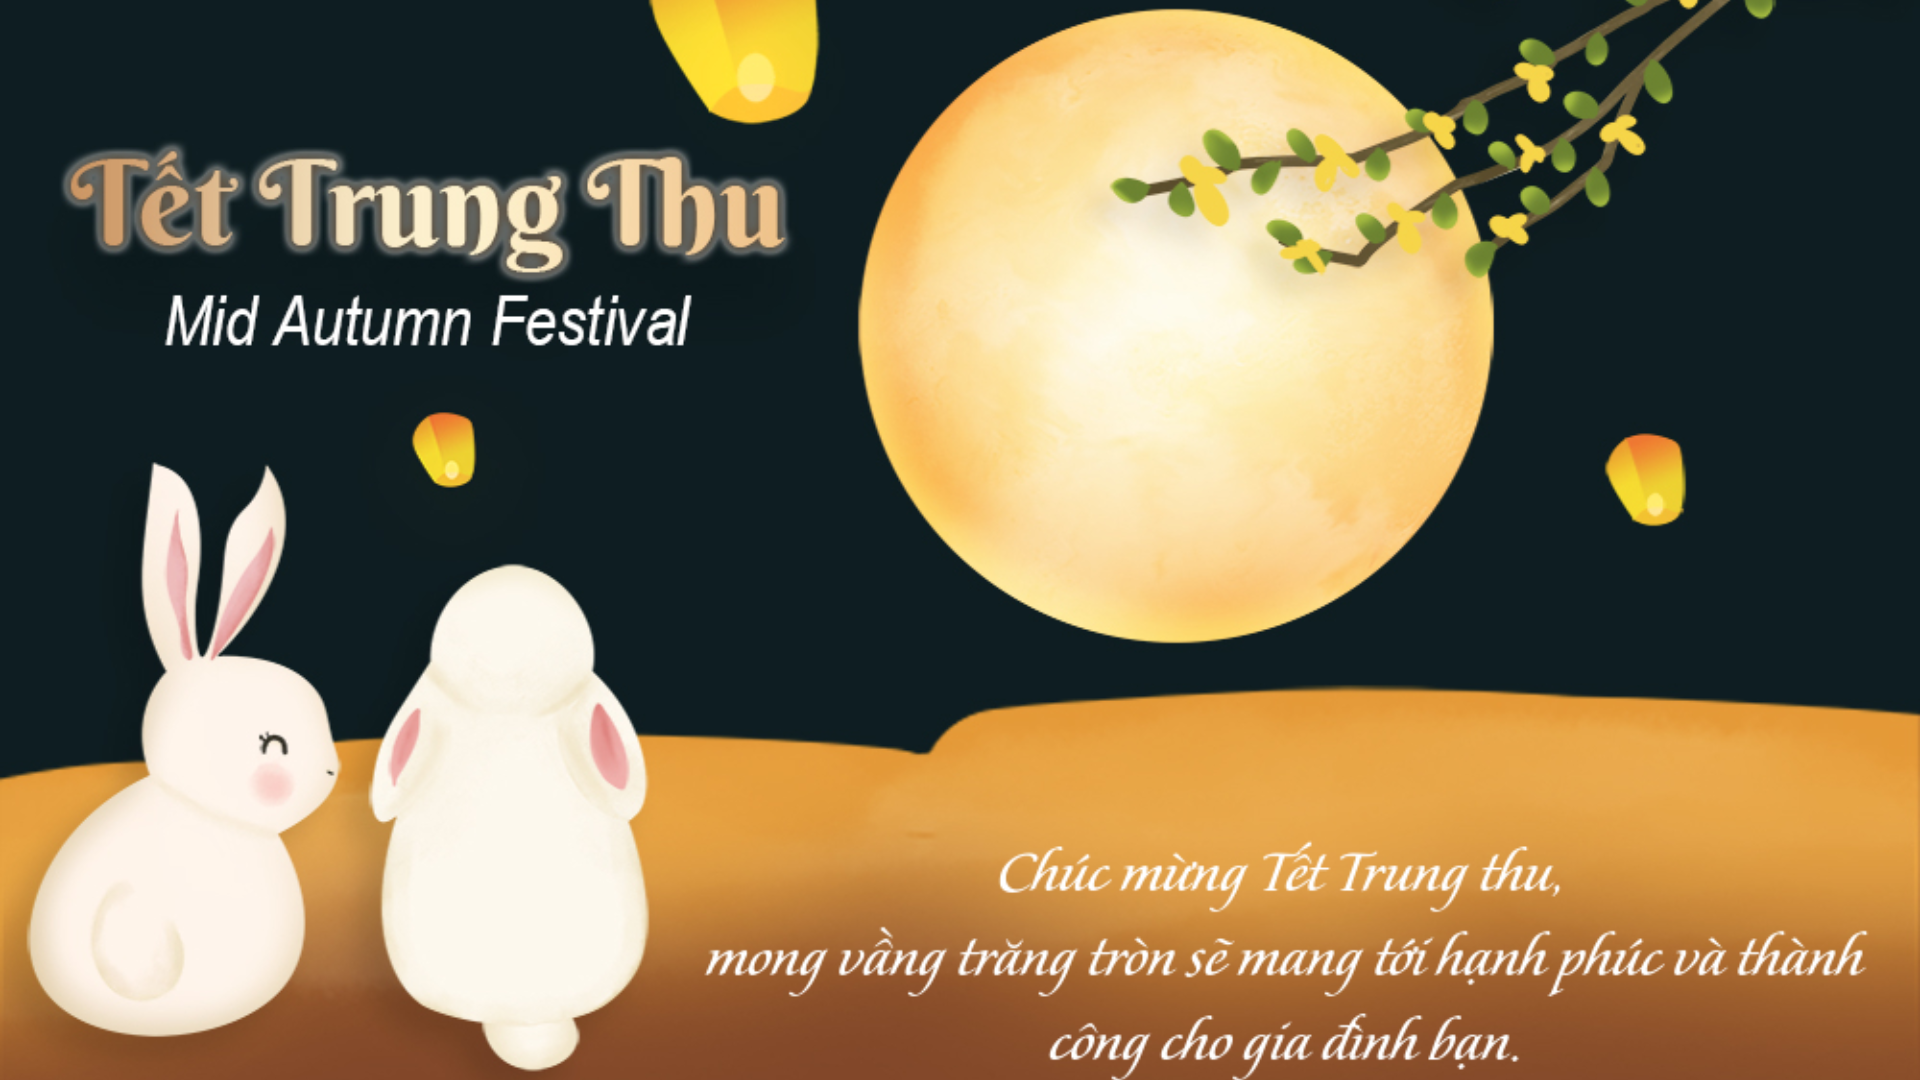 Tết Trung Thu
Mid Autumn Festival
Chúc mừng Tết Trung thu,
mong vầng trăng tròn sẽ mang tới hạnh phúc và thành
công cho gia đình bạn.